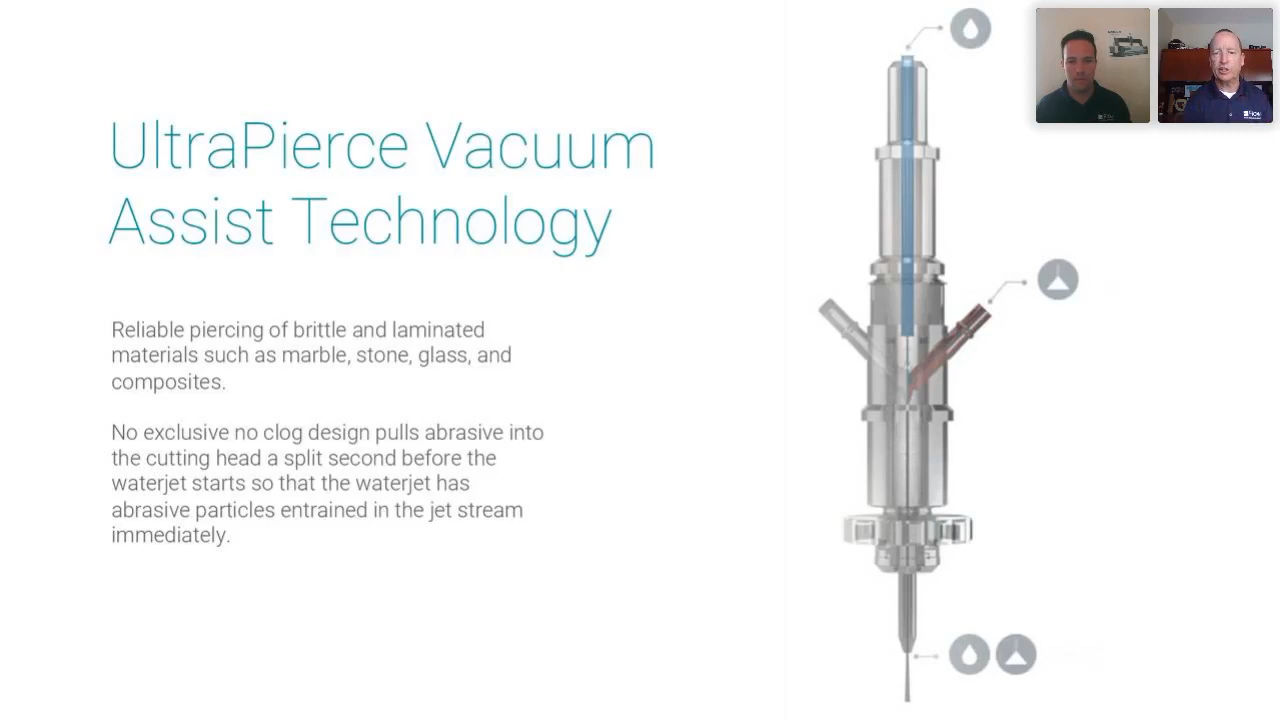 UltraPierce Vacuum
Assist Technology
Reliable piercing of brittle and laminated
materials such as marble, stone, glass, and
composites.
No exclusive no clog design pulls abrasive into
the cutting head a split second before the
waterjet starts so that the waterjet has
abrasive particles entrained in the jet stream
immediately.